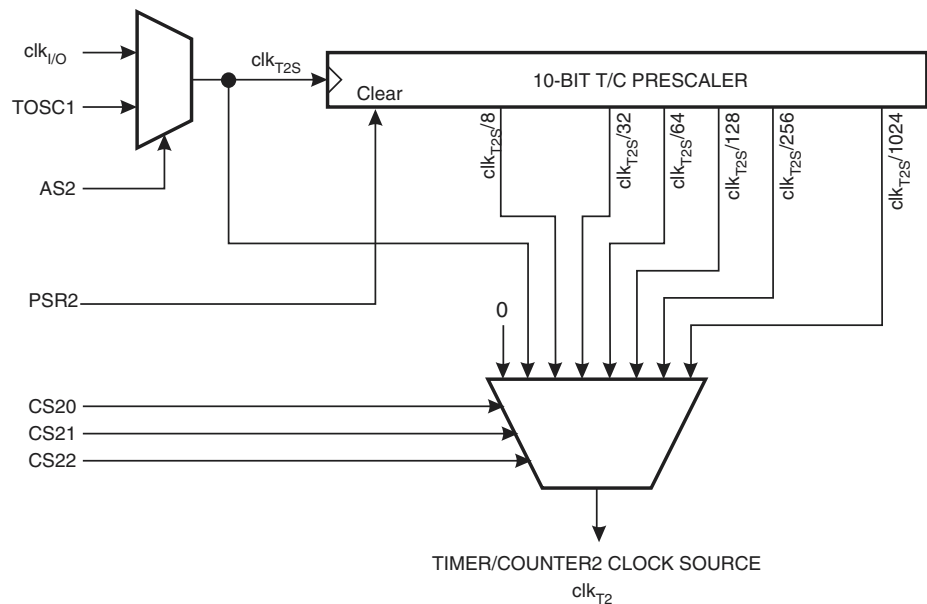 clkI/O
clkT2S
10-BIT T/C PRESCALER
TOSC1
Clear
clkT2S/8
clkT2S/32
clkT2S/64
clkT2S/128
clkT2S/256
clkT2S/1024
AS2
PSR2
0
CS20
CS21
CS22
TIMER/COUNTER2 CLOCK SOURCE
clkT2